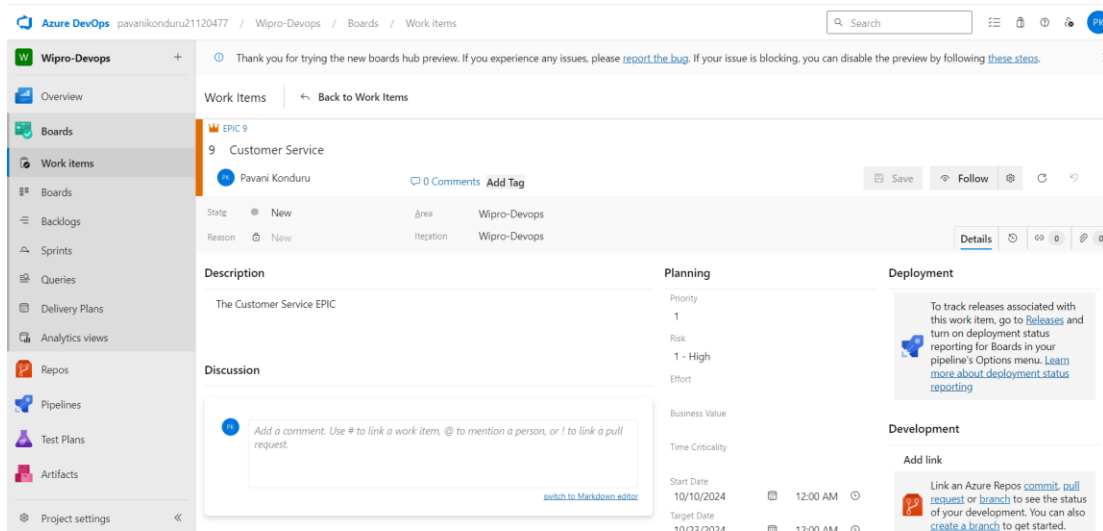 Azure DevOps pavanikonduru21120477 / Wipro-Devops / Boards / Work items
Search
PK
W Wipro-Devops +
Thank you for trying the new boards hub preview. If you experience any issues, please report the bug. If your issue is blocking, you can disable the preview by following these steps.
Overview
Boards
Work items
Boards
Backlogs
Sprints
Queries
Delivery Plans
Analytics views
Repos
Pipelines
Test Plans
Artifacts
Project settings
Work Items
Back to Work Items
EPIC 9
9 Customer Service
PK Pavani Konduru
0 Comments Add Tag
Save
Follow
State New
Area Wipro-Devops
Reason New
Iteration Wipro-Devops
Details
0
0
Description
The Customer Service EPIC
Discussion
PK
Add a comment. Use # to link a work item, @ to mention a person, or ! to link a pull
request.
switch to Markdown editor
Planning
Priority
1
Risk
1 - High
Effort
Business Value
Time Criticality
Start Date
10/10/2024 12:00 AM
Target Date
10/23/2024 12:00 AM
Deployment
To track releases associated with
this work item, go to Releases and
turn on deployment status
reporting for Boards in your
pipeline's Options menu. Learn
more about deployment status
reporting
Development
Add link
Link an Azure Repos commit, pull
request or branch to see the status
of your development. You can also
create a branch to get started.